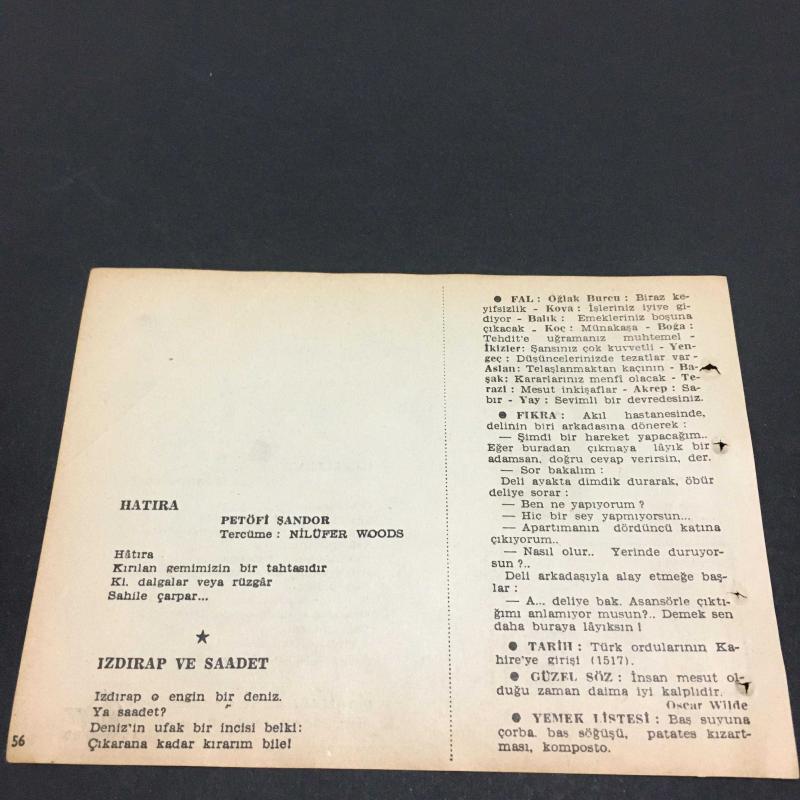 HATIRA
PETÖFİ ŞANDOR
Tercüme : NİLÜFER WOODS
Hâtıra
Kırılan gemimizin bir tahtasıdır
Ki. dalgalar veya rüzgâr
Sahile çarpar...
★
IZDIRAP VE SAADET
Izdırap o engin bir deniz.
Ya saadet?
Deniz'in ufak bir incisi belki:
Çıkarana kadar kırarım bile!
56
● FAL : Oğlak Burcu : Biraz ke-
yifsizlik - Kova : İşleriniz iyiye gi-
diyor - Balık : Emekleriniz boşuna
çıkacak - Koç : Münakaşa - Boğa :
Tehdit'e uğramanız muhtemel -
İkizler: Şansınız çok kuvvetli - Yen-
geç : Düşüncelerinizde tezatlar var -
Aslan: Telaşlanmaktan kaçının - Ba-
şak: Kararlarınız menfi olacak - Te-
razi : Mesut inkişaflar - Akrep : Sa-
bır - Yay : Sevimli bir devredesiniz.
● FIKRA : Akıl hastanesinde,
delinin biri arkadasına dönerek :
— Şimdi bir hareket yapacağım..
Eğer buradan çıkmaya lâyık bir
adamsan, doğru cevap verirsin, der.
— Sor bakalım :
Deli ayakta dimdik durarak, öbür
deliye sorar :
— Ben ne yapıyorum ?
— Hic bir sey yapmıyorsun...
— Apartımanın dördüncü katına
çıkıyorum..
— Nasıl olur.. Yerinde duruyor-
sun ?..
Deli arkadaşıyla alay etmeğe baş-
lar :
— A... deliye bak. Asansörle çıktı-
ğımı anlamıyor musun?.. Demek sen
daha buraya lâyıksın !
● TARİH : Türk ordularının Ka-
hire'ye girişi (1517).
● GÜZEL SÖZ : İnsan mesut ol-
duğu zaman daima iyi kalplidir.
Oscar Wilde
● YEMEK LİSTESİ : Baş suyuna
çorba. bas söğüşü, patates kızart-
ması, komposto.